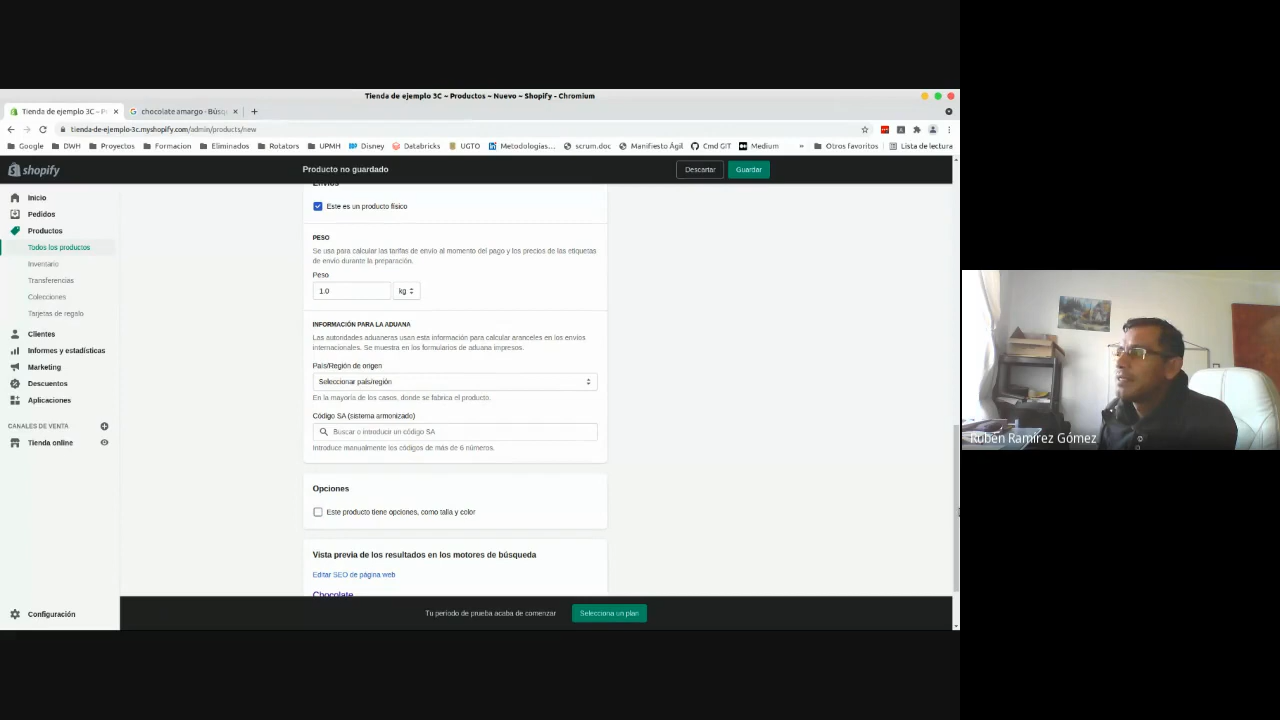 Tienda de ejemplo 3C ~ Productos ~ Nuevo ~ Shopify - Chromium
Tienda de ejemplo 3C ~ P
chocolate amargo - Búsq
tienda-de-ejemplo-3c.myshopify.com/admin/products/new
Google DWH Proyectos Formacion Eliminados Rotators UPMH Disney Databricks UGTO Metodologías... scrum.doc Manifiesto Ágil Cmd GIT Medium » Otros favoritos Lista de lectura
shopify
Producto no guardado
Descartar
Guardar
Inicio
Pedidos
Productos
Todos los productos
Inventario
Transferencias
Colecciones
Tarjetas de regalo
Clientes
Informes y estadísticas
Marketing
Descuentos
Aplicaciones
CANALES DE VENTA
Tienda online
Configuración
Envíos
Este es un producto físico
PESO
Se usa para calcular las tarifas de envío al momento del pago y los precios de las etiquetas
de envío durante la preparación.
Peso
1.0 kg
INFORMACIÓN PARA LA ADUANA
Las autoridades aduaneras usan esta información para calcular aranceles en los envíos
internacionales. Se muestra en los formularios de aduana impresos.
País/Región de origen
Seleccionar país/región
En la mayoría de los casos, donde se fabrica el producto.
Código SA (sistema armonizado)
Buscar o introducir un código SA
Introduce manualmente los códigos de más de 6 números.
Opciones
Este producto tiene opciones, como talla y color
Vista previa de los resultados en los motores de búsqueda
Editar SEO de página web
Chocolate
Tu periodo de prueba acaba de comenzar
Selecciona un plan
Rubén Ramírez Gómez